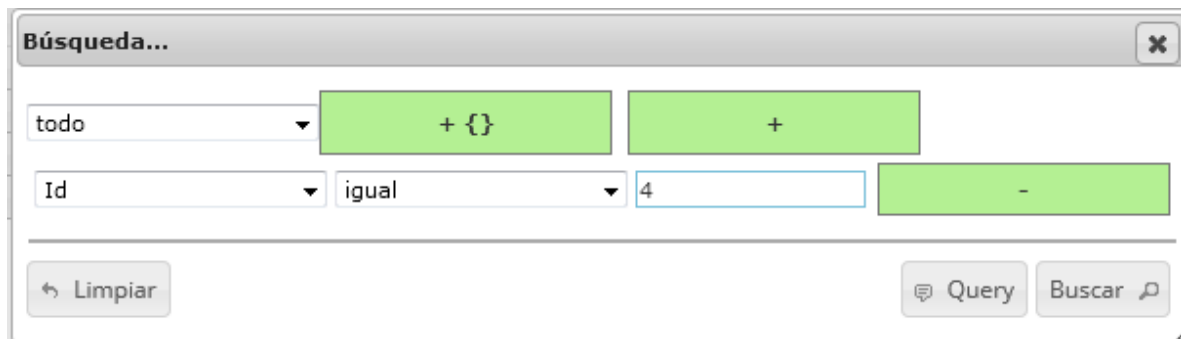 Búsqueda...
todo + {} +
Id igual 4 -
Limpiar Query Buscar